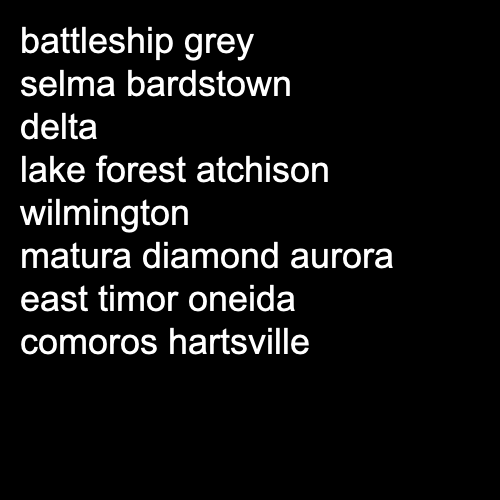 battleship grey
selma bardstown
delta
lake forest atchison
wilmington
matura diamond aurora
east timor oneida
comoros hartsville